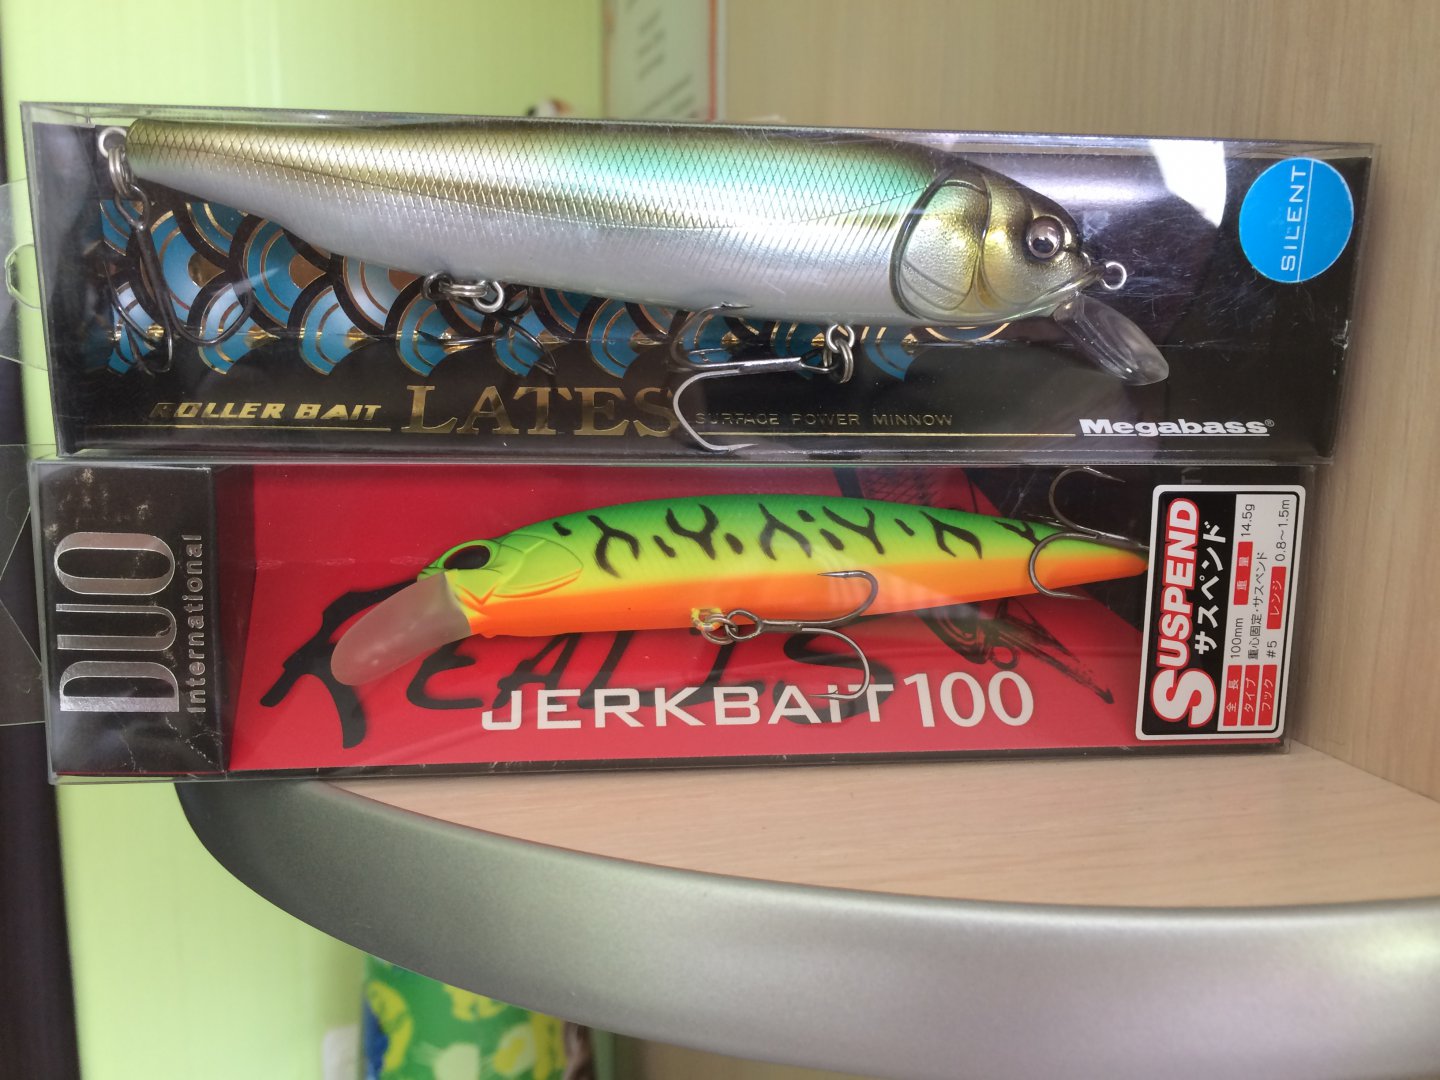 SILENT
ROLLER BAIT LATES SURFACE POWER MINNOW
Megabass®
DUO
International
REALIS
JERKBAIT 100
SUSPEND
サスペンド
全長 100mm 重量 14.5g
タイプ 重心固定・サスペンド
フック #5 レンジ 0.8～1.5m